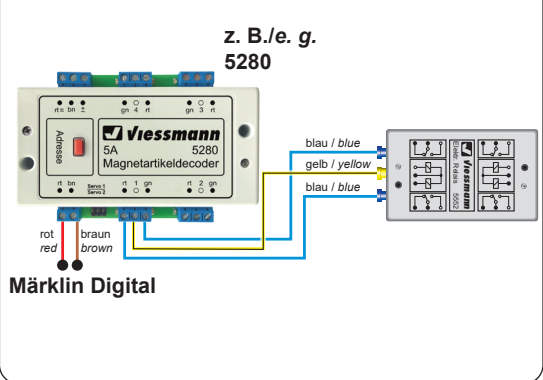 z. B./e. g.
5280
rt = bn ±
gn 4 rt
gn 3 rt
Adresse
Viessmann
5A 5280
Magnetartikeldecoder
rt bn
Servo 1
Servo 2
rt 1 gn
rt 2 gn
blau / blue
gelb / yellow
blau / blue
Viessmann
Elektr. Relais 5552
rot
red
braun
brown
Märklin Digital